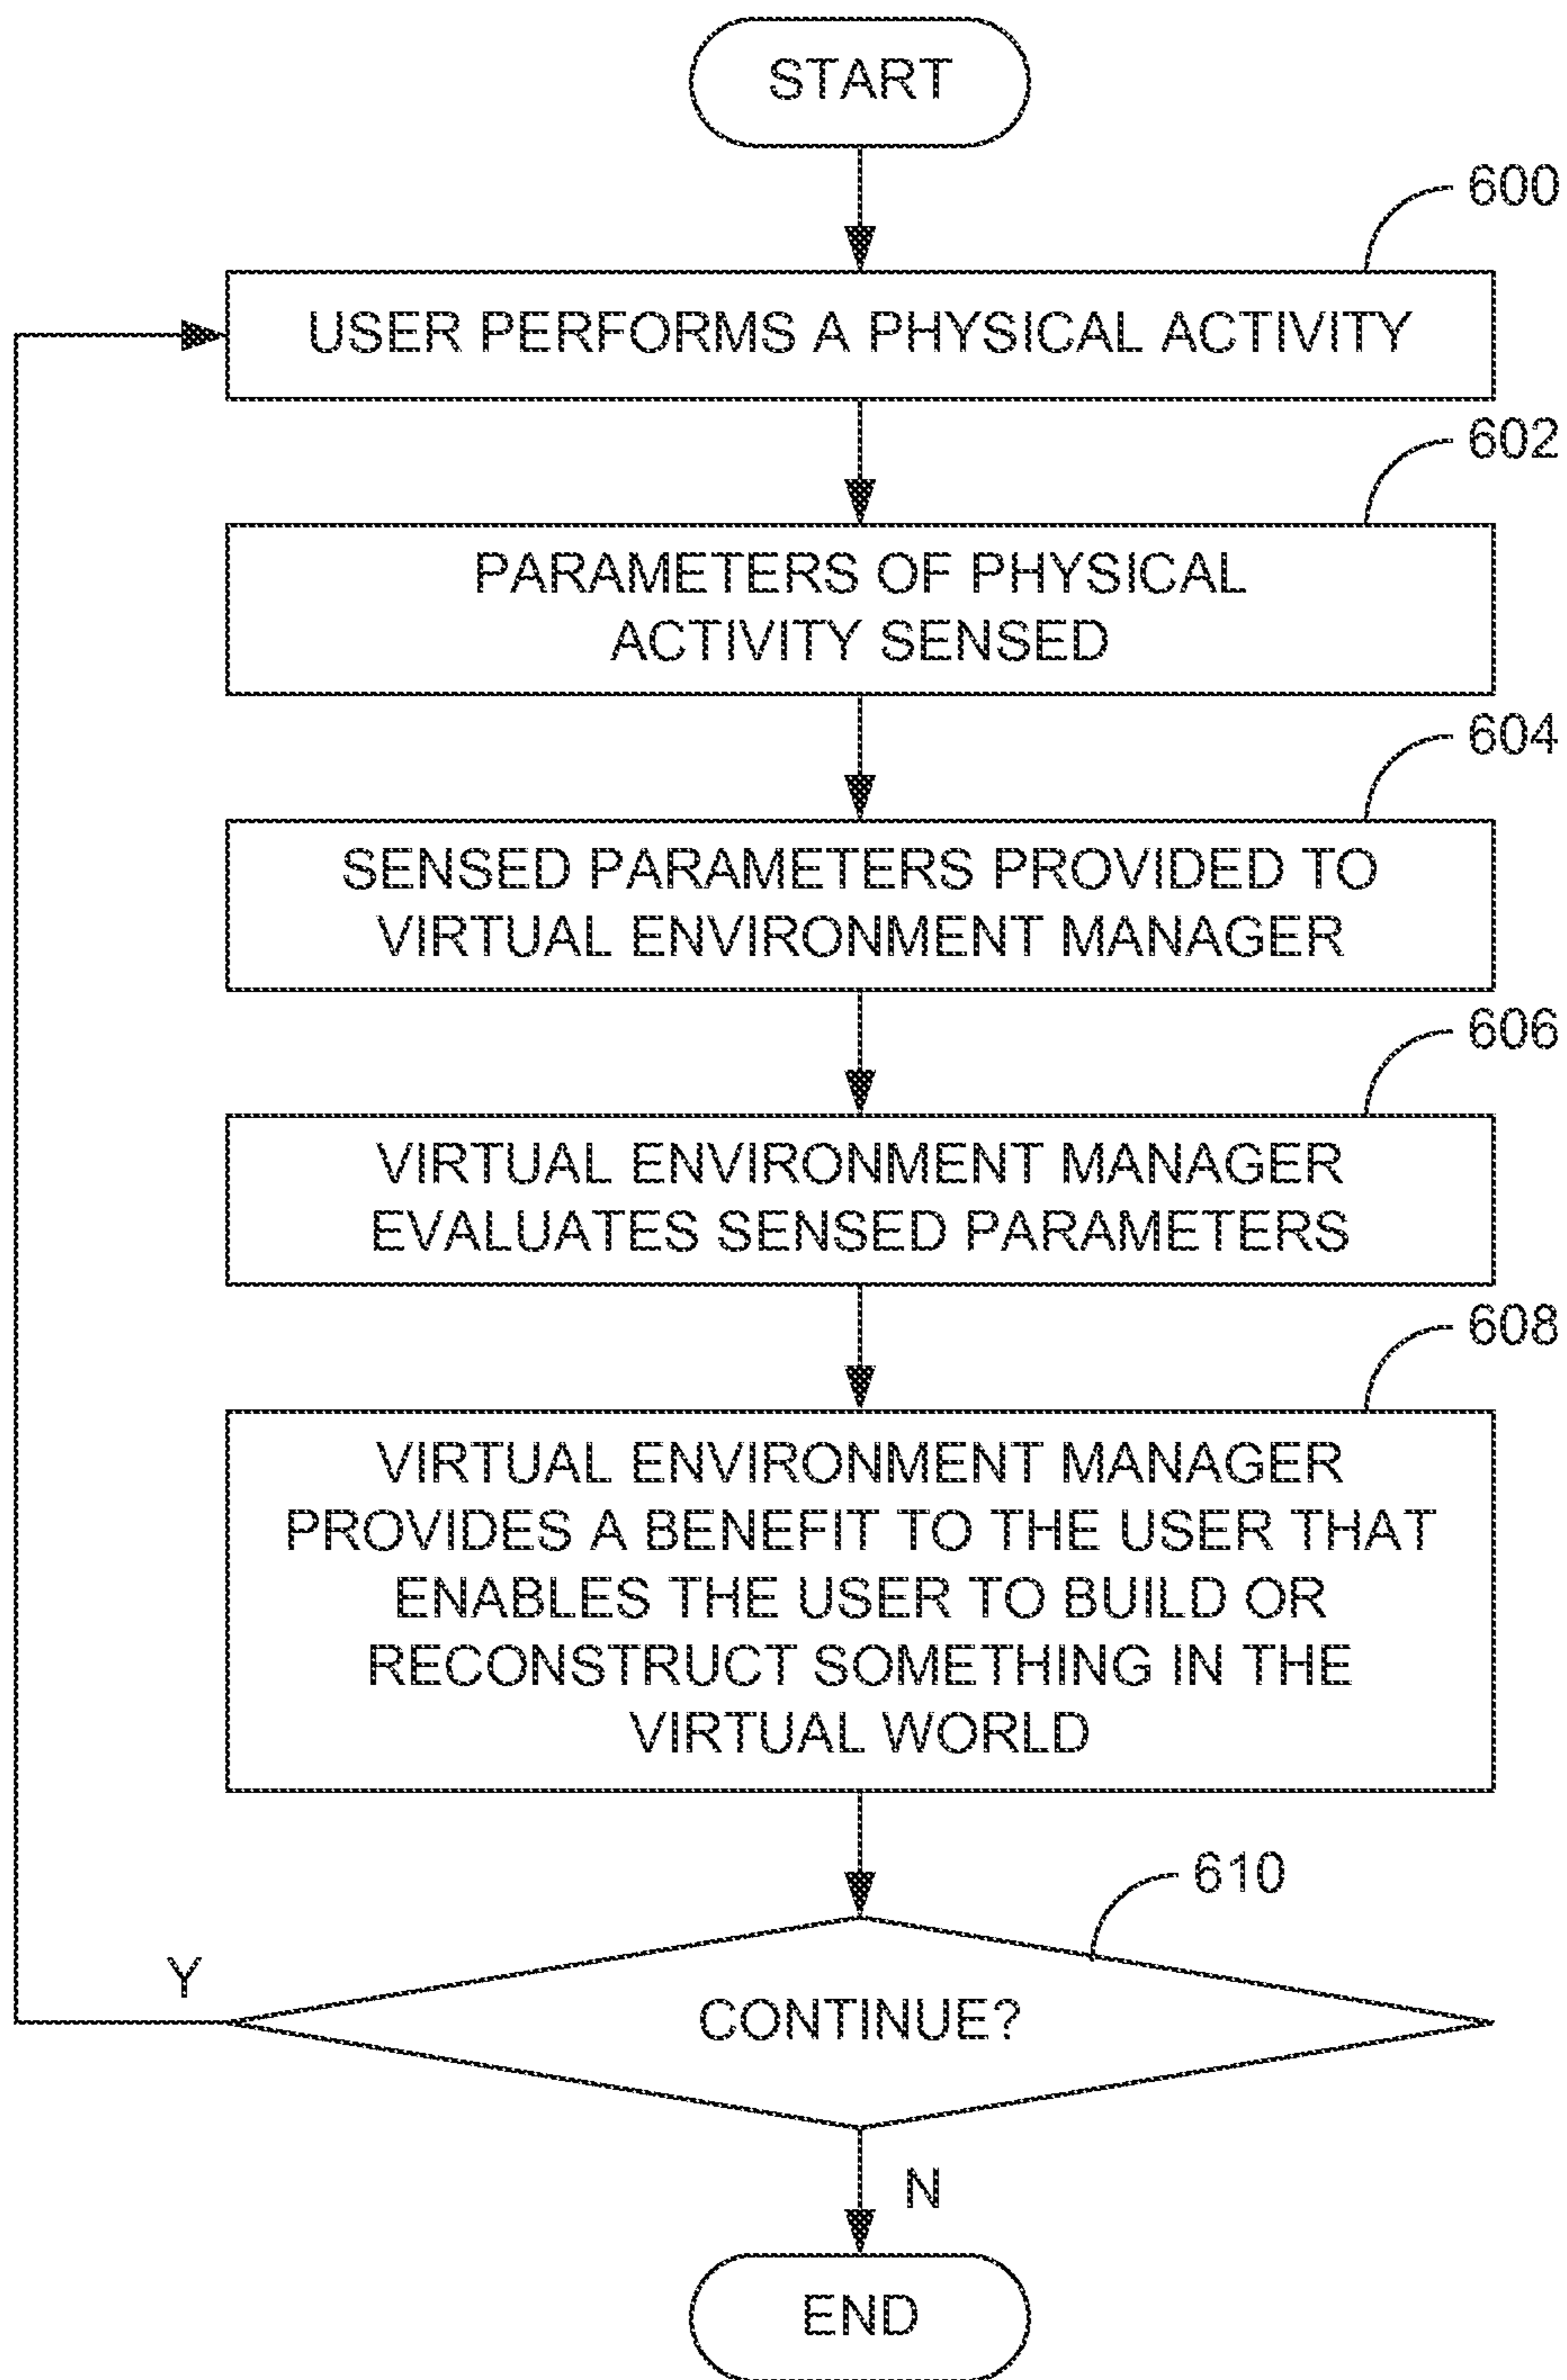 START
600
USER PERFORMS A PHYSICAL ACTIVITY
602
PARAMETERS OF PHYSICAL
ACTIVITY SENSED
604
SENSED PARAMETERS PROVIDED TO
VIRTUAL ENVIRONMENT MANAGER
606
VIRTUAL ENVIRONMENT MANAGER
EVALUATES SENSED PARAMETERS
608
VIRTUAL ENVIRONMENT MANAGER
PROVIDES A BENEFIT TO THE USER THAT
ENABLES THE USER TO BUILD OR
RECONSTRUCT SOMETHING IN THE
VIRTUAL WORLD
610
Y
CONTINUE?
N
END